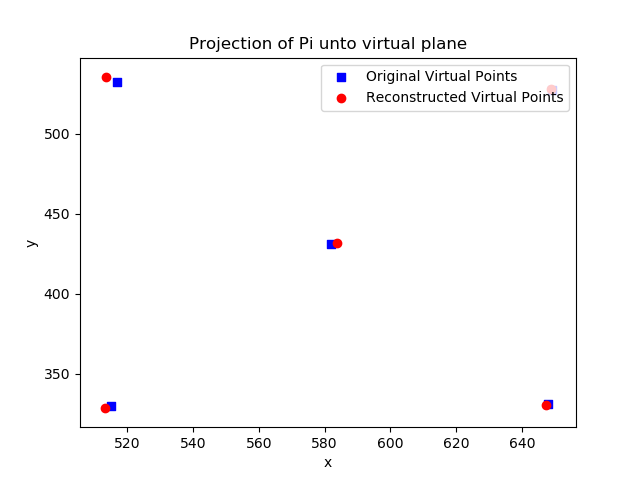 Projection of Pi unto virtual plane
Original Virtual Points
Reconstructed Virtual Points
500
450
400
350
y
520
540
560
580
600
620
640
x